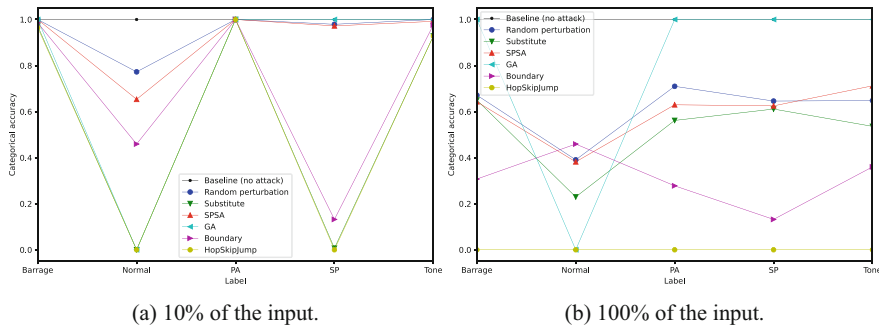 1.0
0.8
0.6
0.4
0.2
0.0
Categorical accuracy
Baseline (no attack)
Random perturbation
Substitute
SPSA
GA
Boundary
HopSkipJump
Barrage Normal PA SP Tone
Label
(a) 10% of the input.
1.0
0.8
0.6
0.4
0.2
0.0
Categorical accuracy
Baseline (no attack)
Random perturbation
Substitute
SPSA
GA
Boundary
HopSkipJump
Barrage Normal PA SP Tone
Label
(b) 100% of the input.